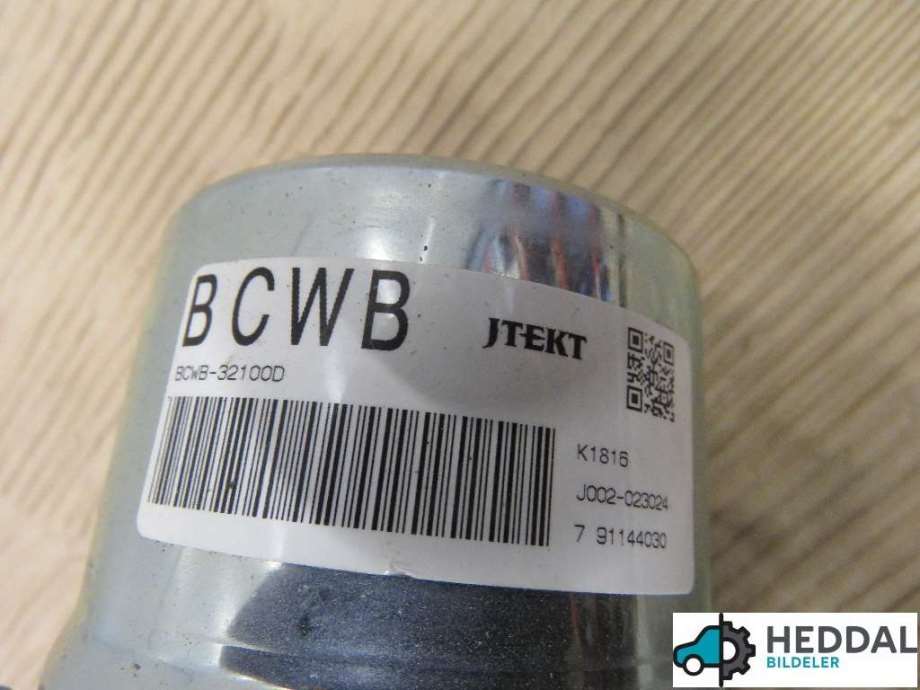 BCWB
JTEKT
BCWB-32100D
K1816
J002-023024
7 91144030
HEDDAL
BILDELER